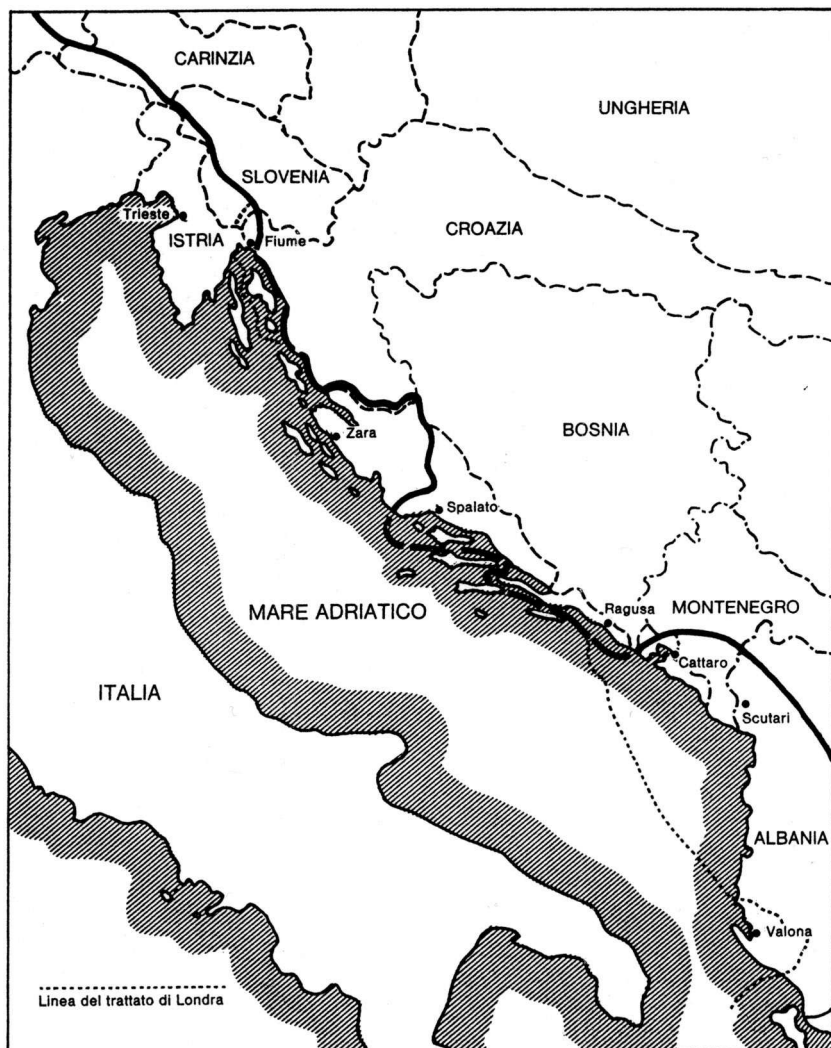 CARINZIA
UNGHERIA
SLOVENIA
Trieste
ISTRIA
Fiume
CROAZIA
Zara
BOSNIA
Spalato
MARE ADRIATICO
Ragusa
MONTENEGRO
Cattaro
ITALIA
Scutari
ALBANIA
Valona
Linea del trattato di Londra